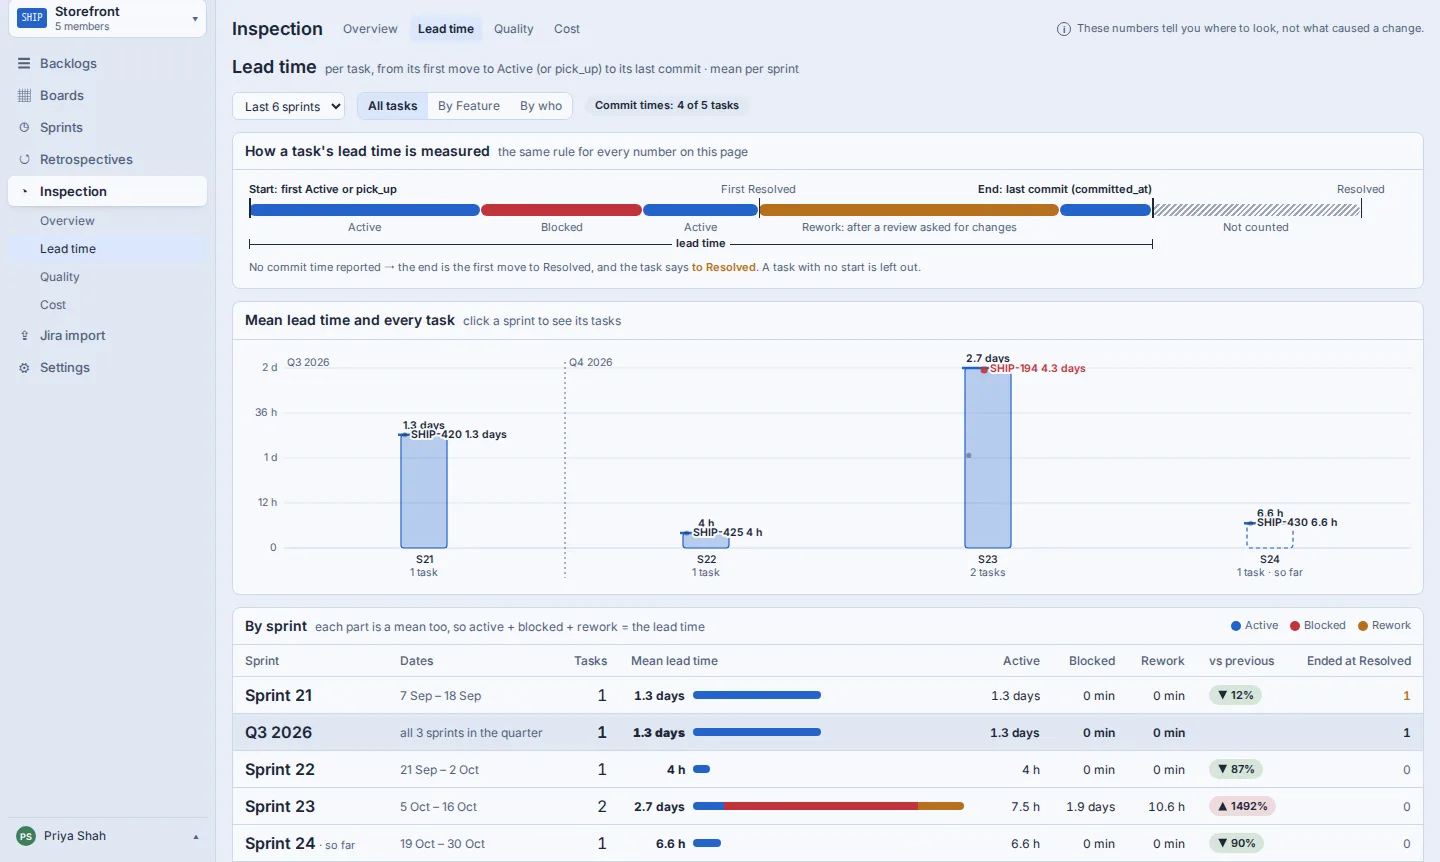 SHIP
Storefront
5 members
Backlogs
Boards
Sprints
Retrospectives
Inspection
Overview
Lead time
Quality
Cost
Jira import
Settings
PS Priya Shah
Inspection Overview Lead time Quality Cost
These numbers tell you where to look, not what caused a change.
Lead time per task, from its first move to Active (or pick_up) to its last commit · mean per sprint
Last 6 sprints All tasks By Feature By who Commit times: 4 of 5 tasks
How a task's lead time is measured the same rule for every number on this page
Start: first Active or pick_up First Resolved End: last commit (committed_at) Resolved
Active Blocked Active Rework: after a review asked for changes Not counted
lead time
No commit time reported → the end is the first move to Resolved, and the task says to Resolved. A task with no start is left out.
Mean lead time and every task click a sprint to see its tasks
Q3 2026 Q4 2026
2 d
36 h
1 d
12 h
0
1.3 days
SHIP-420 1.3 days
4 h
SHIP-425 4 h
2.7 days
SHIP-194 4.3 days
6.6 h
SHIP-430 6.6 h
S21 S22 S23 S24
1 task 1 task 2 tasks 1 task · so far
By sprint each part is a mean too, so active + blocked + rework = the lead time Active Blocked Rework
Sprint Dates Tasks Mean lead time Active Blocked Rework vs previous Ended at Resolved
Sprint 21 7 Sep – 18 Sep 1 1.3 days 1.3 days 0 min 0 min ▼ 12% 1
Q3 2026 all 3 sprints in the quarter 1 1.3 days 1.3 days 0 min 0 min 1
Sprint 22 21 Sep – 2 Oct 1 4 h 4 h 0 min 0 min ▼ 87% 0
Sprint 23 5 Oct – 16 Oct 2 2.7 days 7.5 h 1.9 days 10.6 h ▲ 1492% 0
Sprint 24 · so far 19 Oct – 30 Oct 1 6.6 h 6.6 h 0 min 0 min ▼ 90% 0